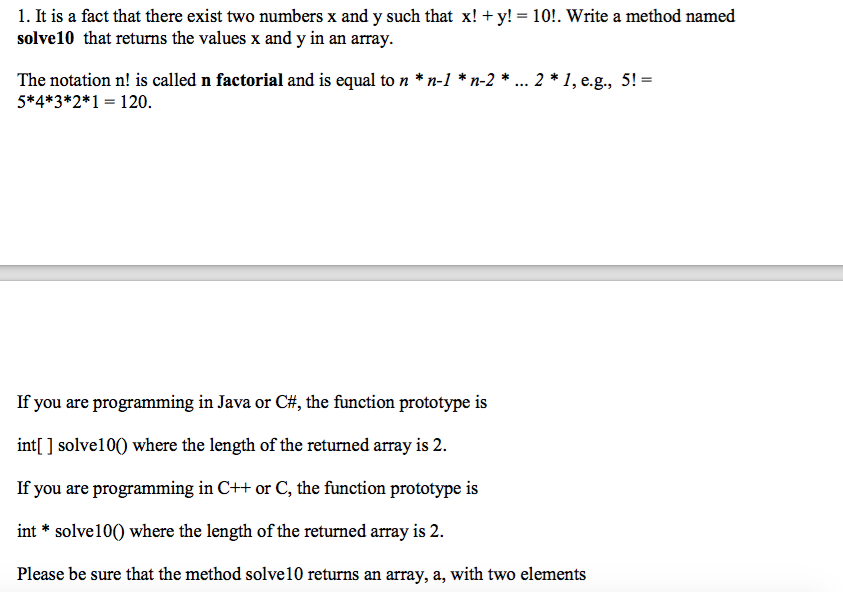 1. It is a fact that there exist two numbers x and y such that x! + y! = 10!. Write a method named
solve10 that returns the values x and y in an array.
The notation n! is called n factorial and is equal to n * n-1 * n-2 * ... 2 * 1, e.g., 5! =
5*4*3*2*1 = 120.
If you are programming in Java or C#, the function prototype is
int[ ] solve10() where the length of the returned array is 2.
If you are programming in C++ or C, the function prototype is
int * solve10() where the length of the returned array is 2.
Please be sure that the method solve10 returns an array, a, with two elements